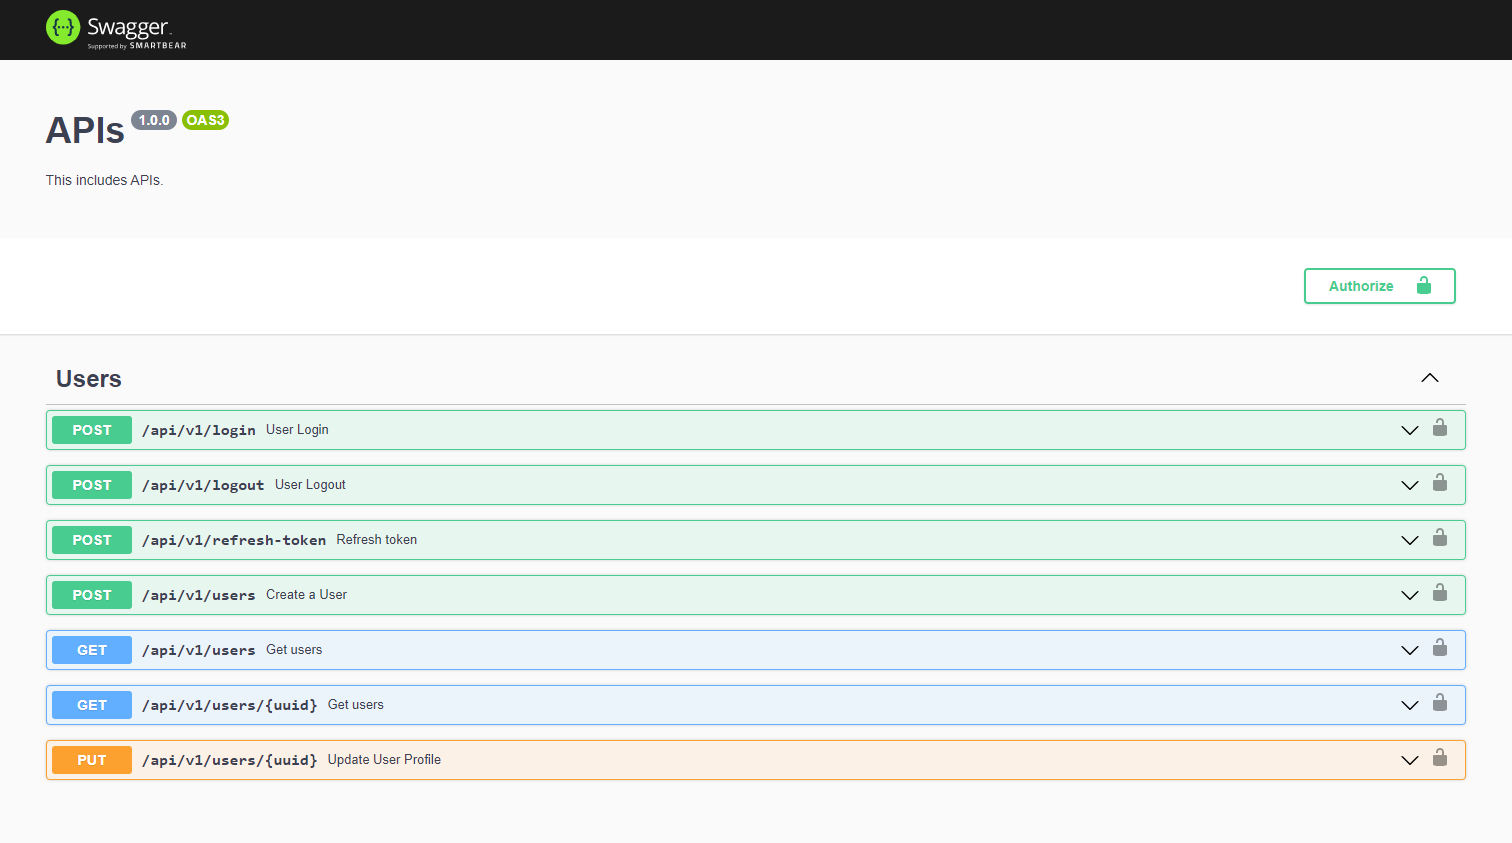 {···} Swagger
Supported by SMARTBEAR
APIs 1.0.0 OAS3
This includes APIs.
Authorize
Users
POST /api/v1/login User Login
POST /api/v1/logout User Logout
POST /api/v1/refresh-token Refresh token
POST /api/v1/users Create a User
GET /api/v1/users Get users
GET /api/v1/users/{uuid} Get users
PUT /api/v1/users/{uuid} Update User Profile